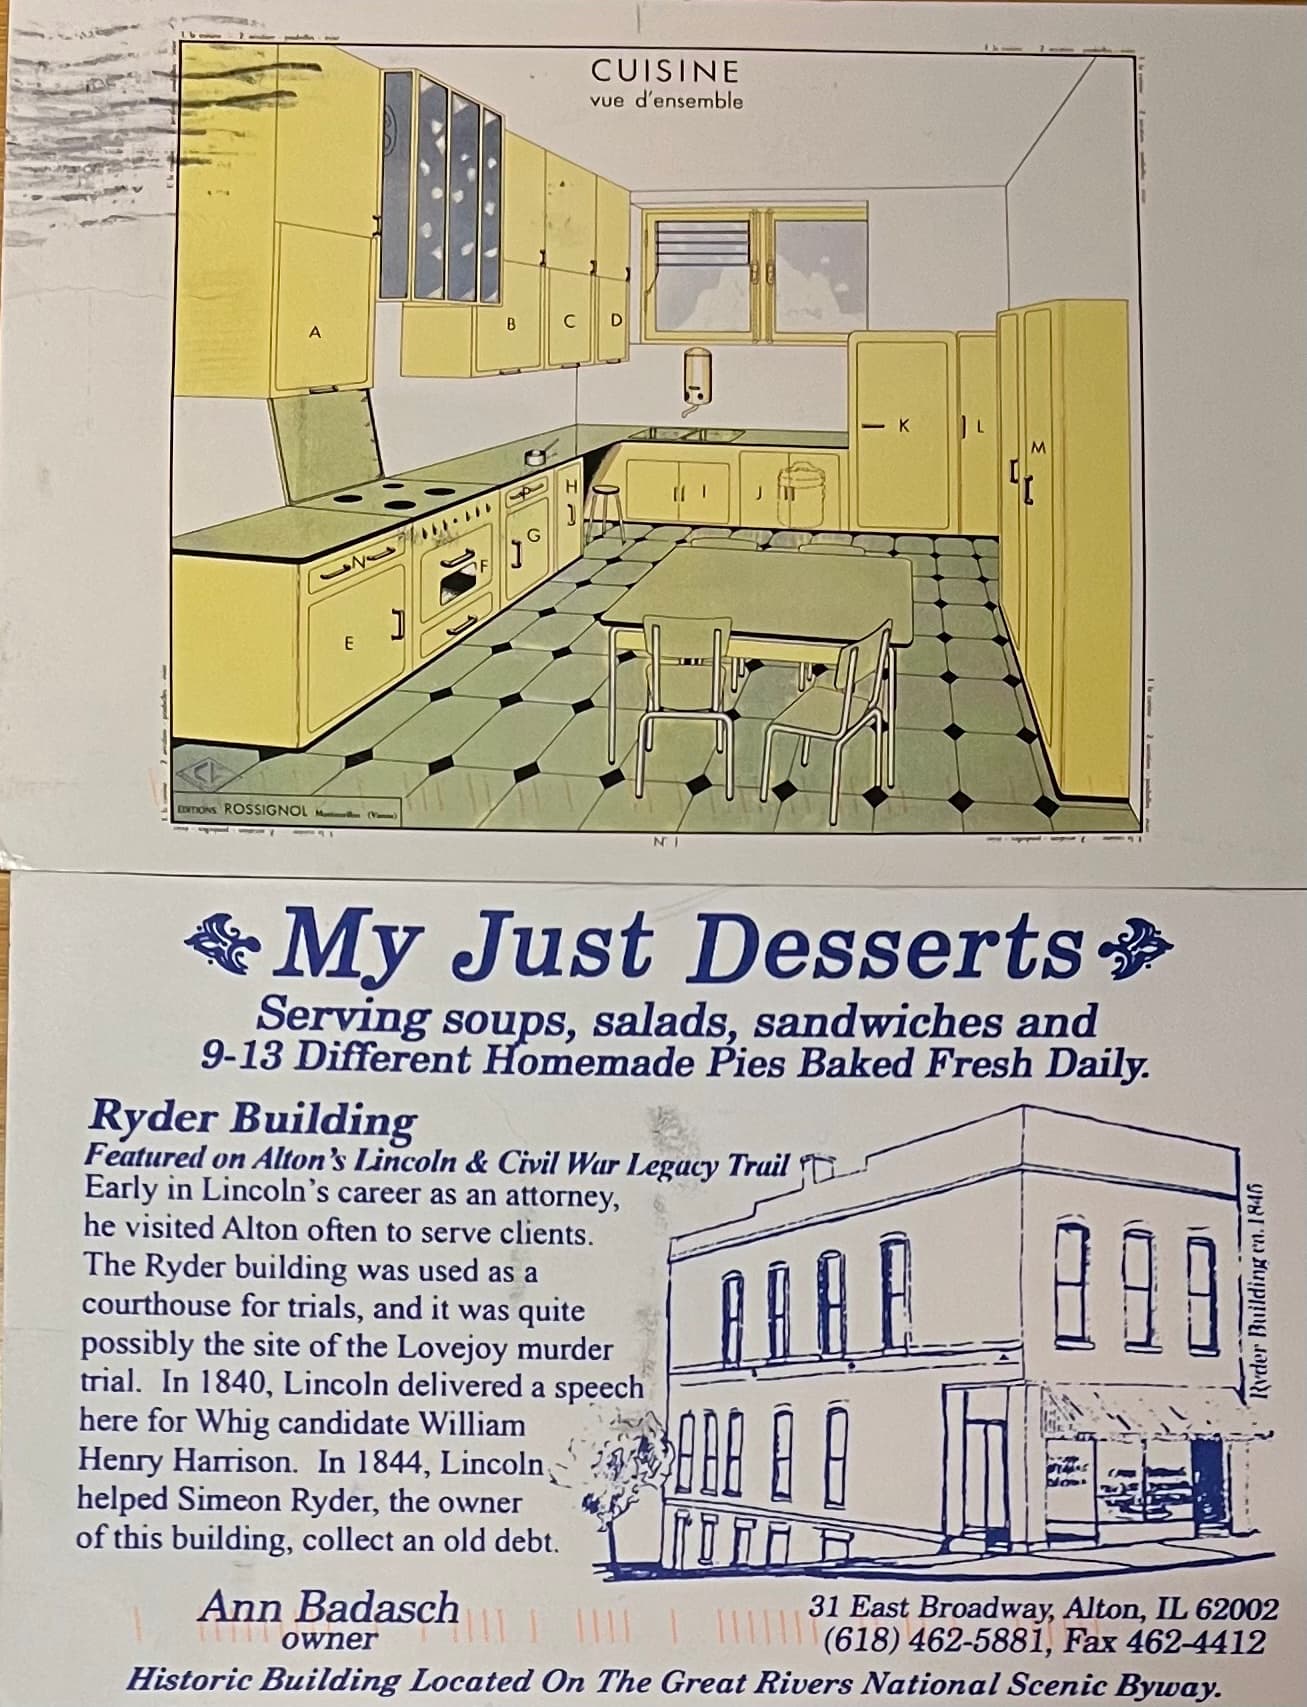 CUISINE
vue d'ensemble
A
B
C
D
K
L
M
H
P
I
J
G
N
F
E
EDITIONS ROSSIGNOL Montmorillon (Vienne)
N° 1
My Just Desserts
Serving soups, salads, sandwiches and
9-13 Different Homemade Pies Baked Fresh Daily.
Ryder Building
Featured on Alton's Lincoln & Civil War Legacy Trail
Early in Lincoln's career as an attorney,
he visited Alton often to serve clients.
The Ryder building was used as a
courthouse for trials, and it was quite
possibly the site of the Lovejoy murder
trial. In 1840, Lincoln delivered a speech
here for Whig candidate William
Henry Harrison. In 1844, Lincoln
helped Simeon Ryder, the owner
of this building, collect an old debt.
Ryder Building ca. 1845
Ann Badasch
owner
31 East Broadway, Alton, IL 62002
(618) 462-5881, Fax 462-4412
Historic Building Located On The Great Rivers National Scenic Byway.